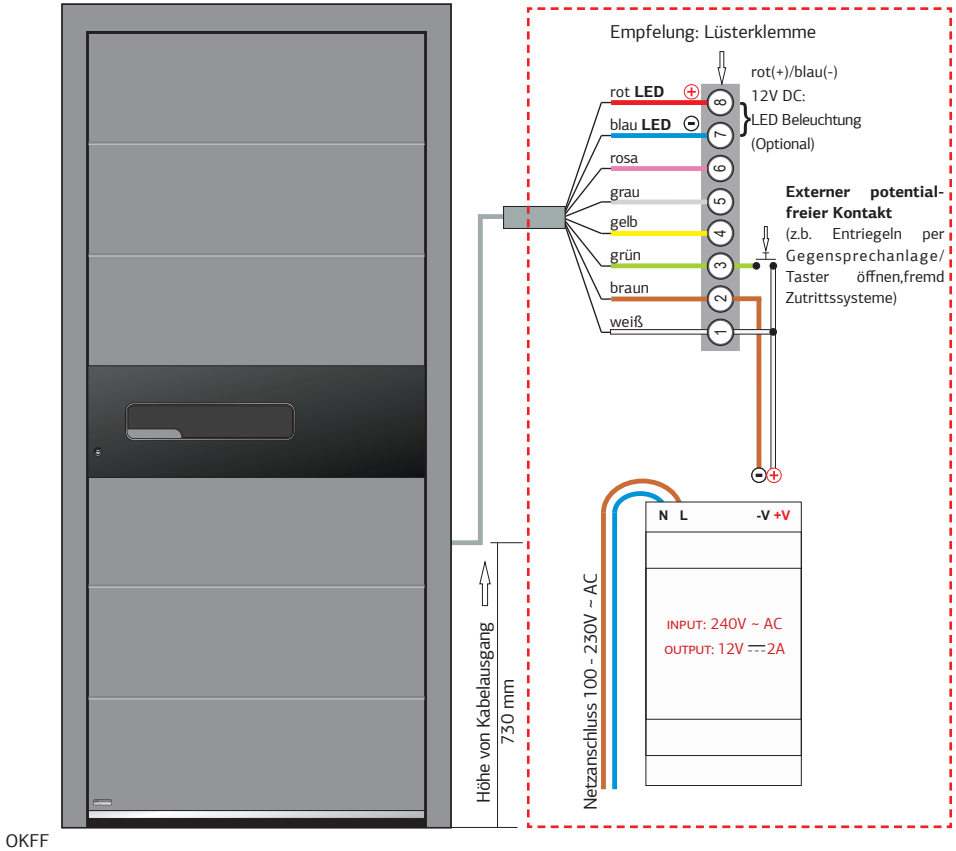 Empfelung: Lüsterklemme
rot LED
blau LED
rosa
grau
gelb
grün
braun
weiß
8
7
6
5
4
3
2
1
rot(+)/blau(-)
12V DC:
LED Beleuchtung
(Optional)
Externer potential-
freier Kontakt
(z.b. Entriegeln per
Gegensprechanlage/
Taster öffnen,fremd
Zutrittssysteme)
N L -V +V
INPUT: 240V ~ AC
OUTPUT: 12V ⎓ 2A
Netzanschluss 100 - 230V ~ AC
Höhe von Kabelausgang
730 mm
OKFF